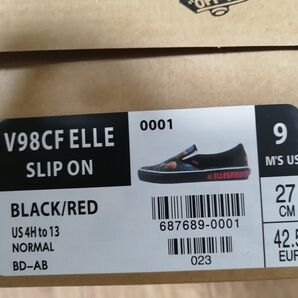 "OFF
V98CF ELLE
SLIP ON
BLACK/RED
US 4H to 13
NORMAL
BD-AB
0001
687689-0001
023
9
M'S US
27
CM
42.5
EUR